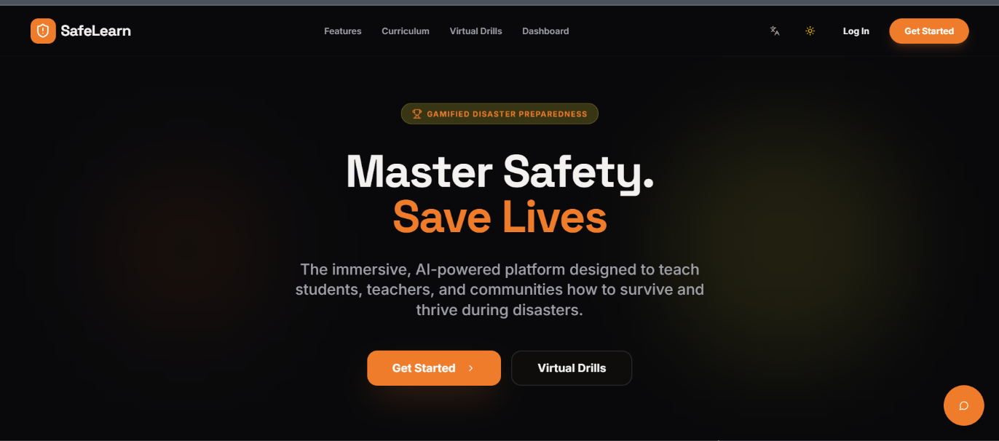 SafeLearn
Features
Curriculum
Virtual Drills
Dashboard
Log In
Get Started
GAMIFIED DISASTER PREPAREDNESS
Master Safety.
Save Lives
The immersive, AI-powered platform designed to teach
students, teachers, and communities how to survive and
thrive during disasters.
Get Started
Virtual Drills